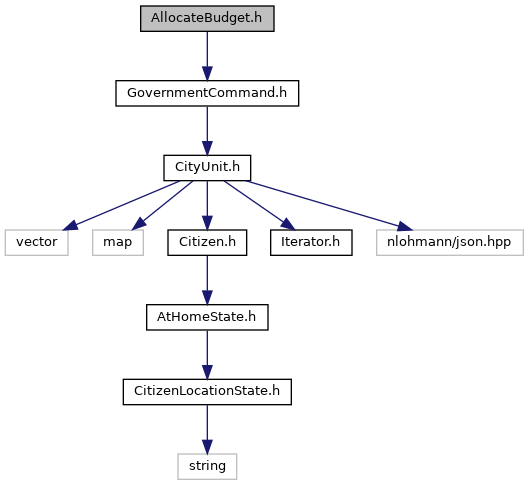 AllocateBudget.h
GovernmentCommand.h
CityUnit.h
vector
map
Citizen.h
Iterator.h
nlohmann/json.hpp
AtHomeState.h
CitizenLocationState.h
string